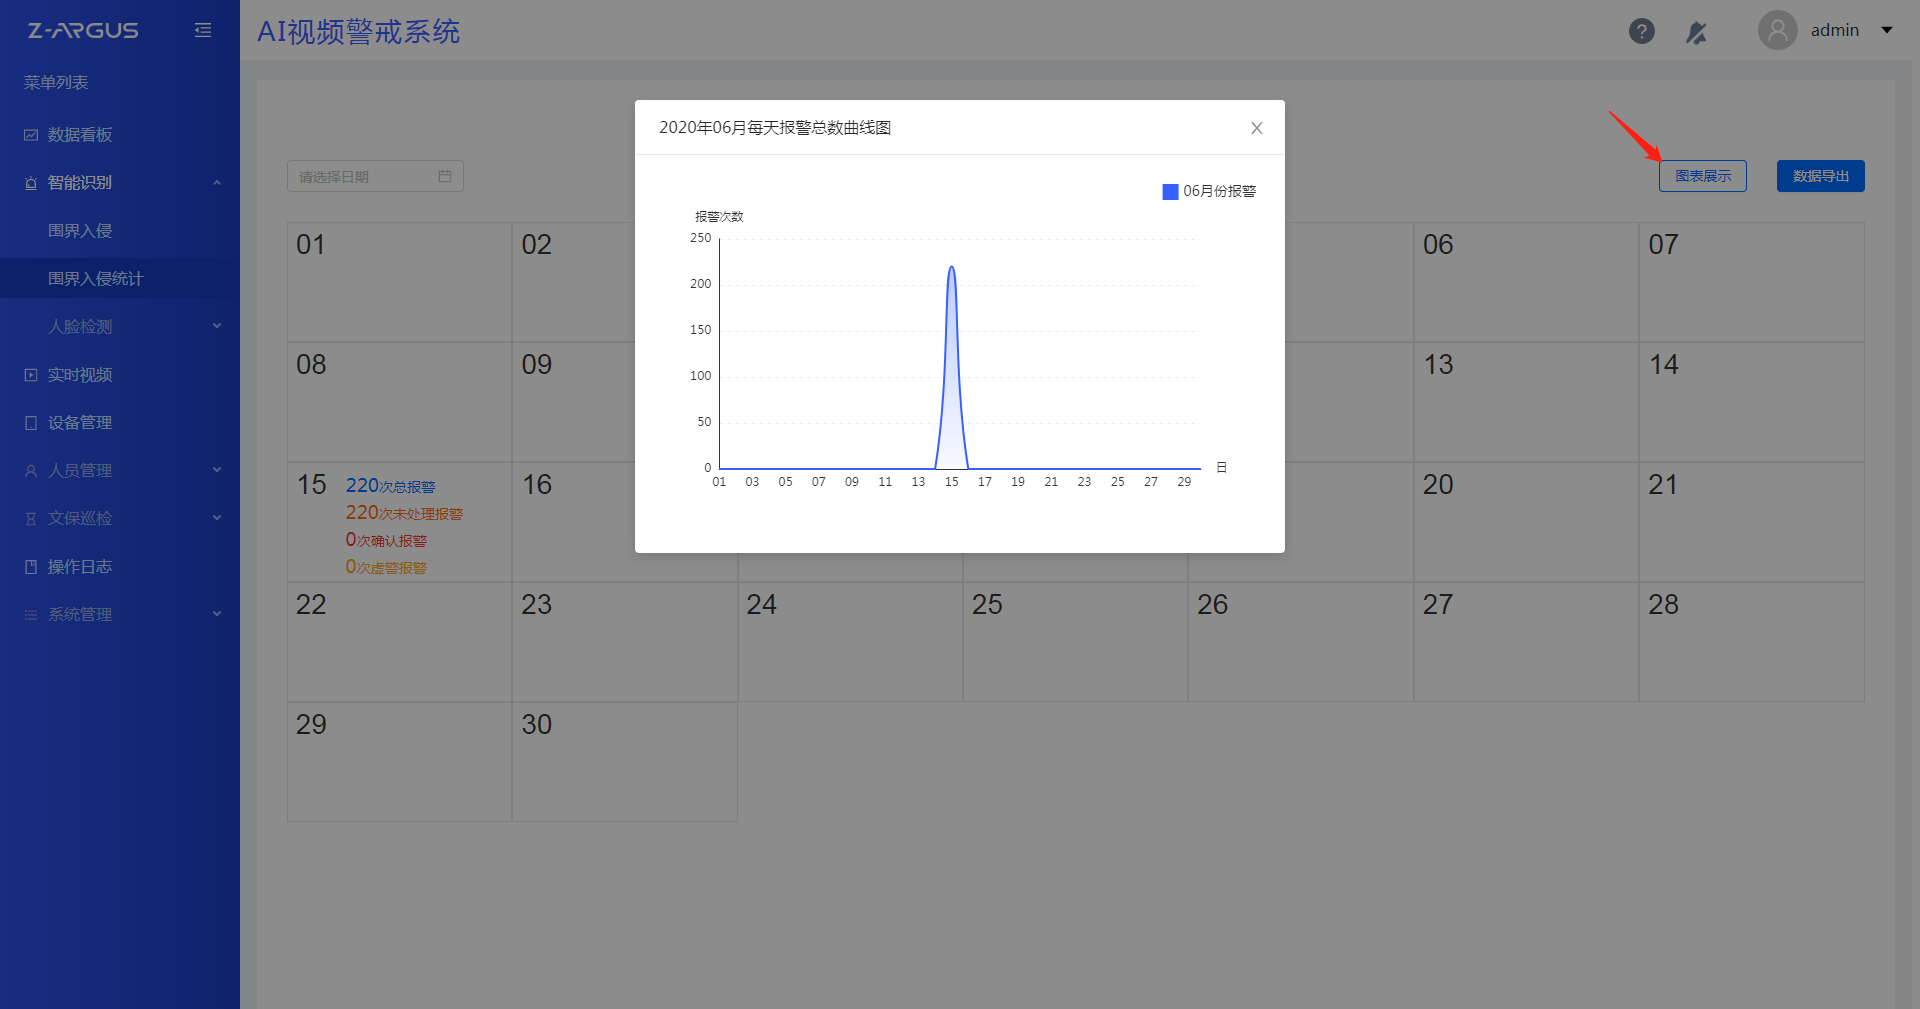 Z-ARGUS
AI视频警戒系统
?
admin
菜单列表
数据看板
智能识别
围界入侵
围界入侵统计
人脸检测
实时视频
设备管理
人员管理
文保巡检
操作日志
系统管理
请选择日期
图表展示
数据导出
2020年06月每天报警总数曲线图
06月份报警
报警次数
250
200
150
100
50
0
01 03 05 07 09 11 13 15 17 19 21 23 25 27 29
日
01 02 06 07
08 09 13 14
15 16 20 21
220次总报警
220次未处理报警
0次确认报警
0次虚警报警
22 23 24 25 26 27 28
29 30